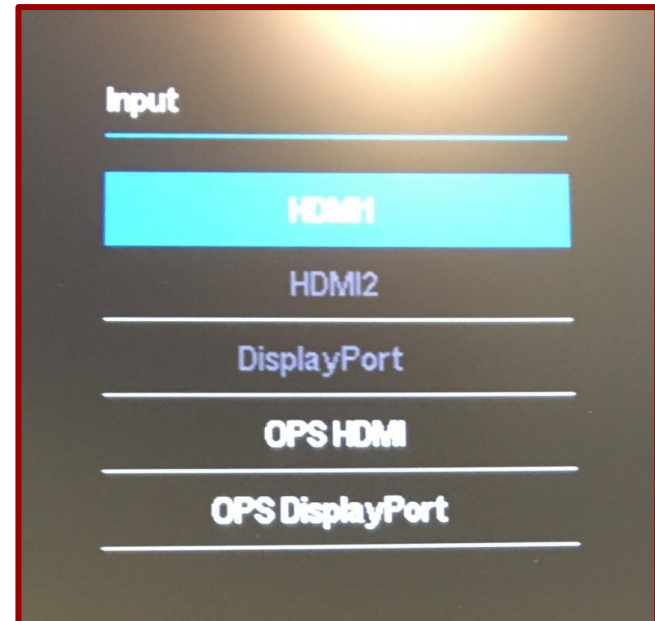 Input
HDMI1
HDMI2
DisplayPort
OPS HDMI
OPS DisplayPort